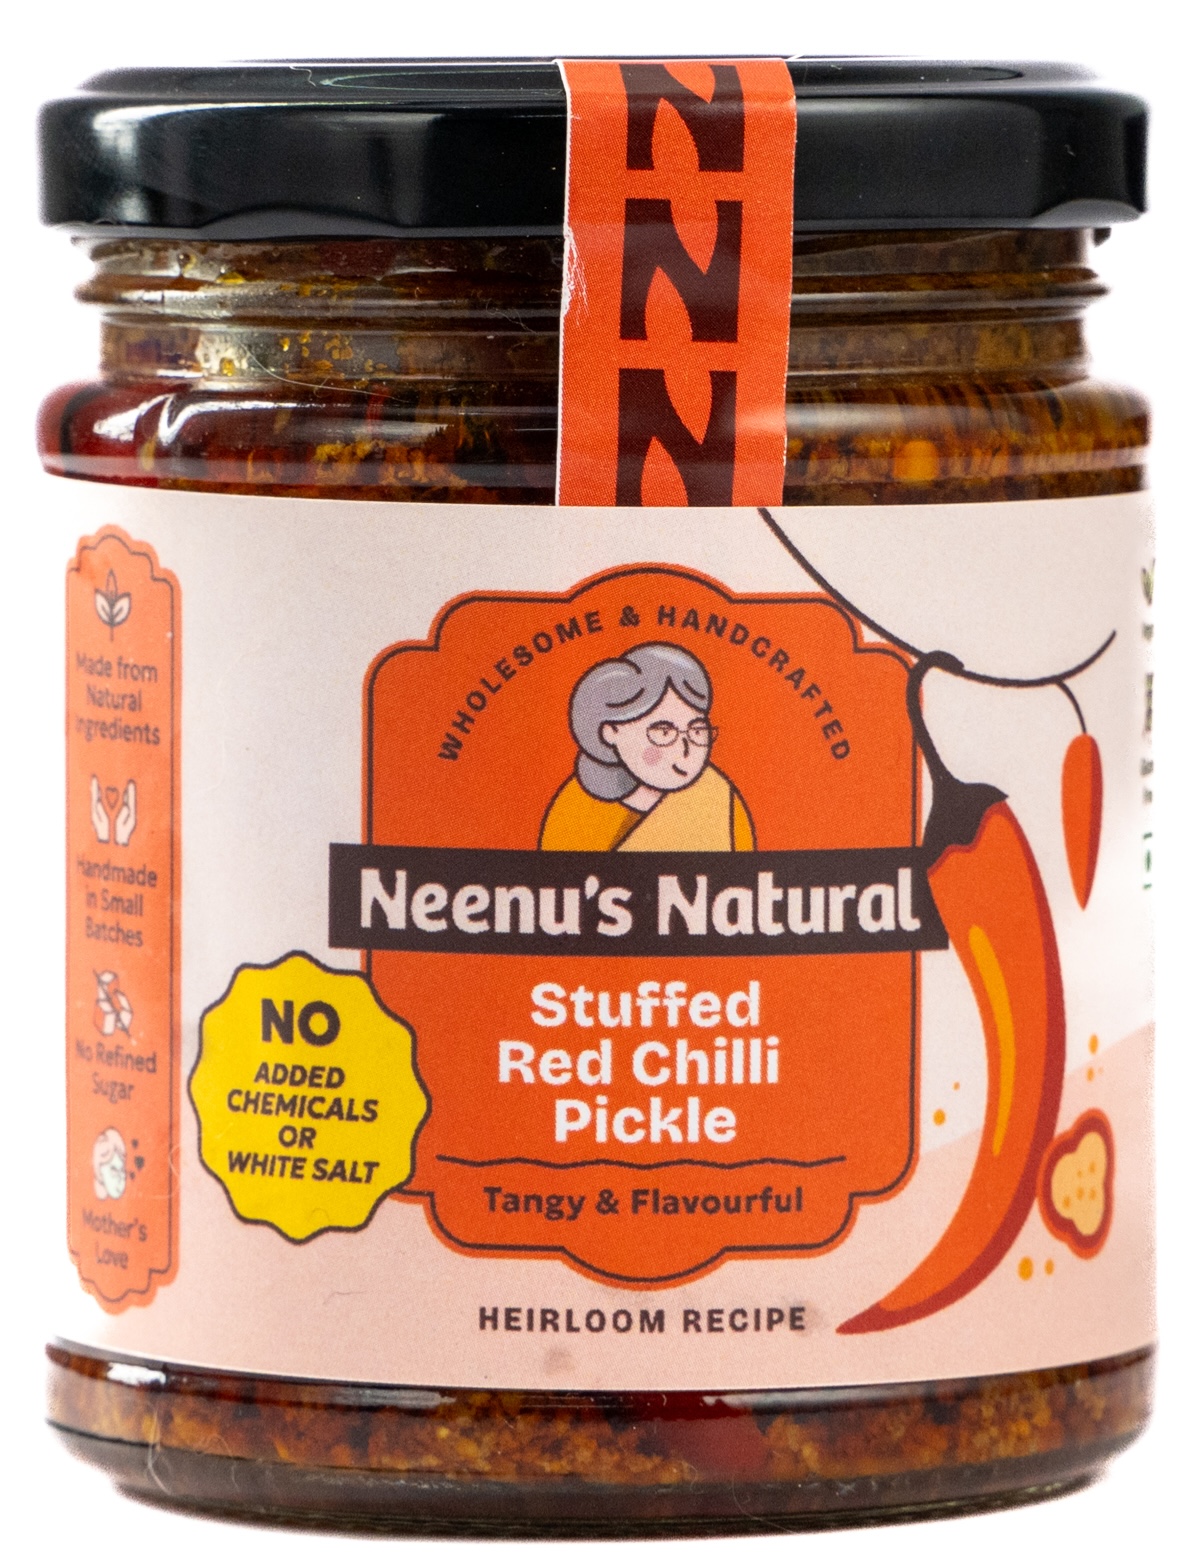 N
N
N
WHOLESOME & HANDCRAFTED
Neenu's Natural
Stuffed
Red Chilli
Pickle
Tangy & Flavourful
HEIRLOOM RECIPE
NO
ADDED
CHEMICALS
OR
WHITE SALT
Made from
Natural
Ingredients
Handmade
in Small
Batches
No Refined
Sugar
Mother's
Love